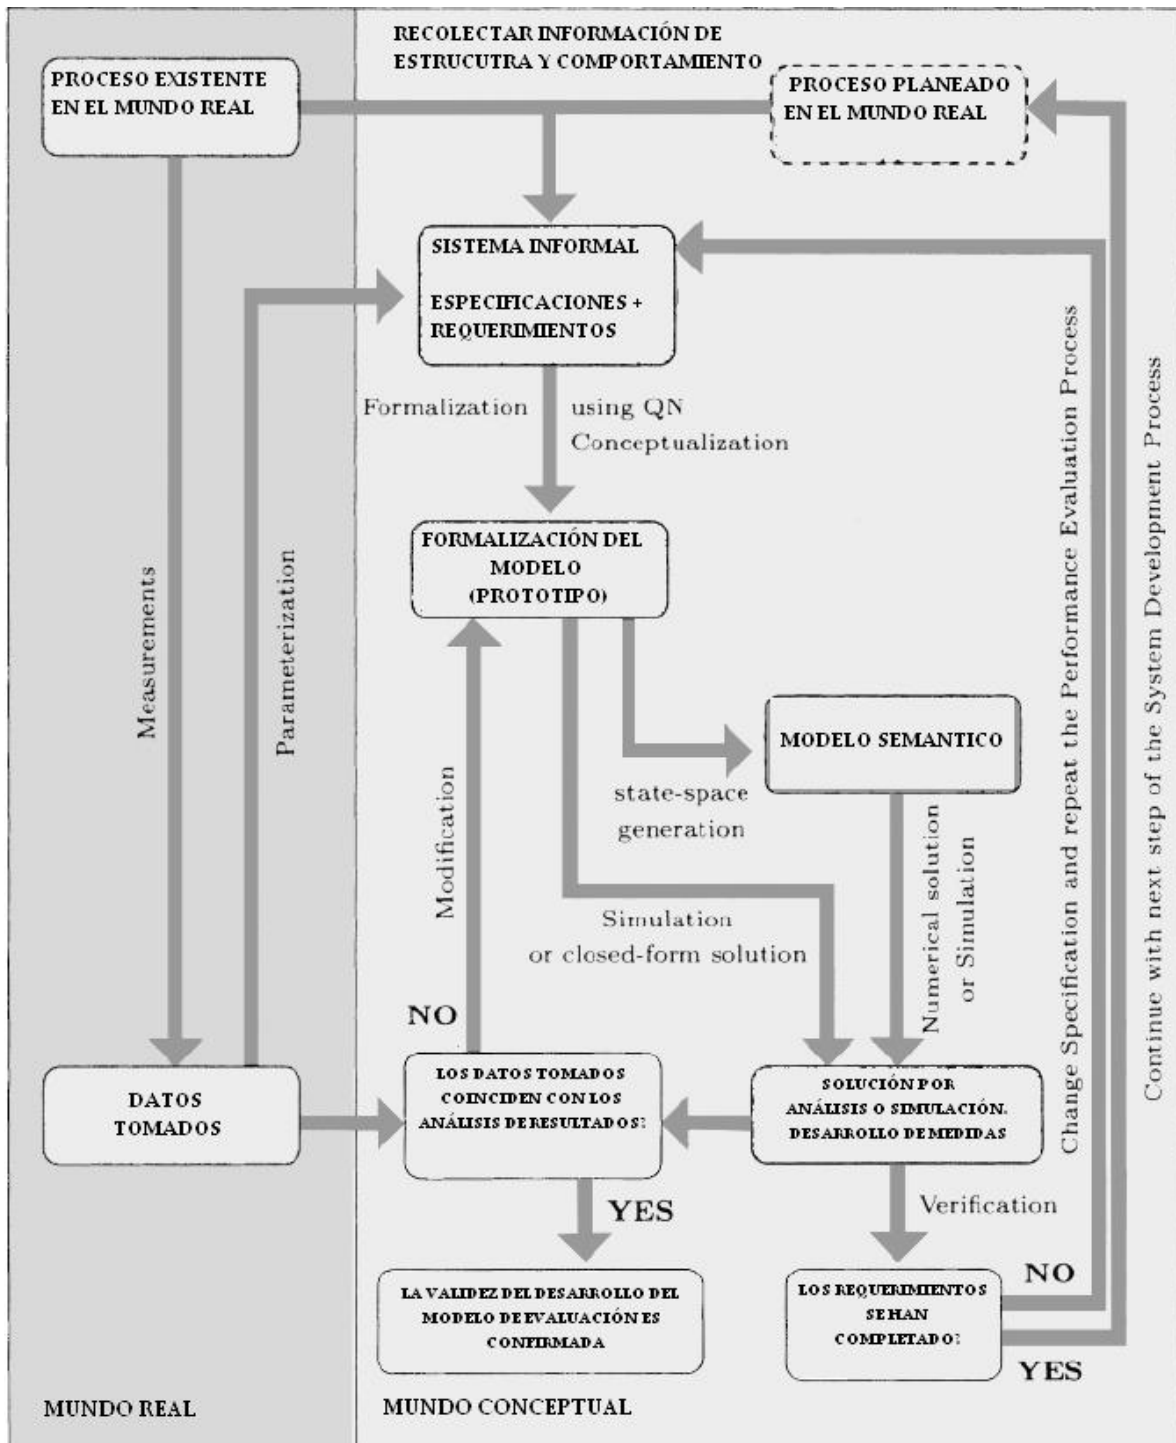 RECOLECTAR INFORMACIÓN DE
ESTRUCUTRA Y COMPORTAMIENTO
PROCESO EXISTENTE
EN EL MUNDO REAL
PROCESO PLANEADO
EN EL MUNDO REAL
SISTEMA INFORMAL
ESPECIFICACIONES +
REQUERIMIENTOS
Formalization
using QN
Conceptualization
FORMALIZACIÓN DEL
MODELO
(PROTOTIPO)
Measurements
Parameterization
Modification
MODELO SEMANTICO
state-space
generation
Simulation
or closed-form solution
Numerical solution
or Simulation
Change Specification and repeat the Performance Evaluation Process
Continue with next step of the System Development Process
NO
DATOS
TOMADOS
LOS DATOS TOMADOS
COINCIDEN CON LOS
ANÁLISIS DE RESULTADOS?
SOLUCIÓN POR
ANÁLISIS O SIMULACIÓN.
DESARROLLO DE MEDIDAS
YES
Verification
LA VALIDEZ DEL DESARROLLO DEL
MODELO DE EVALUACIÓN ES
CONFIRMADA
LOS REQUERIMIENTOS
SE HAN
COMPLETADO?
NO
YES
MUNDO REAL
MUNDO CONCEPTUAL